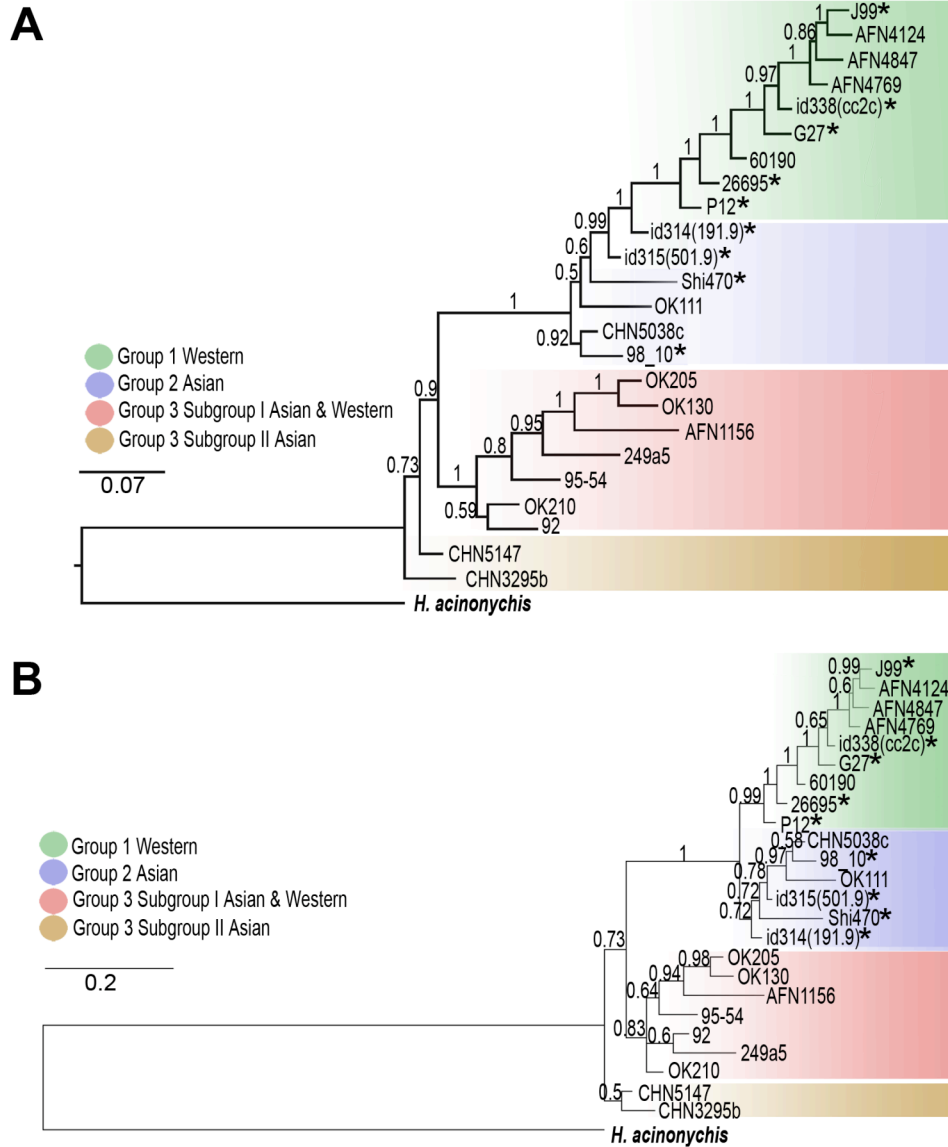 A
1
J99*
0.86
AFN4124
1
AFN4847
0.97
AFN4769
1
id338(cc2c)*
1
G27*
1
60190
1
26695*
1
P12*
0.99
id314(191.9)*
0.6
id315(501.9)*
0.5
Shi470*
1
OK111
0.92
CHN5038c
98_10*
Group 1 Western
Group 2 Asian
Group 3 Subgroup I Asian & Western
Group 3 Subgroup II Asian
0.07
0.9
1
OK205
1
OK130
0.95
AFN1156
0.8
249a5
0.73
1
95-54
0.59
OK210
92
CHN5147
CHN3295b
H. acinonychis
B
0.99
J99*
0.6
AFN4124
1
AFN4847
0.65
AFN4769
1
id338(cc2c)*
1
G27*
60190
0.99
26695*
P12*
0.58
CHN5038c
1
0.97
98_10*
0.78
OK111
0.72
id315(501.9)*
0.72
Shi470*
id314(191.9)*
Group 1 Western
Group 2 Asian
Group 3 Subgroup I Asian & Western
Group 3 Subgroup II Asian
0.2
0.73
0.98
OK205
0.94
OK130
0.64
AFN1156
95-54
0.83
0.6
92
249a5
OK210
0.5
CHN5147
CHN3295b
H. acinonychis